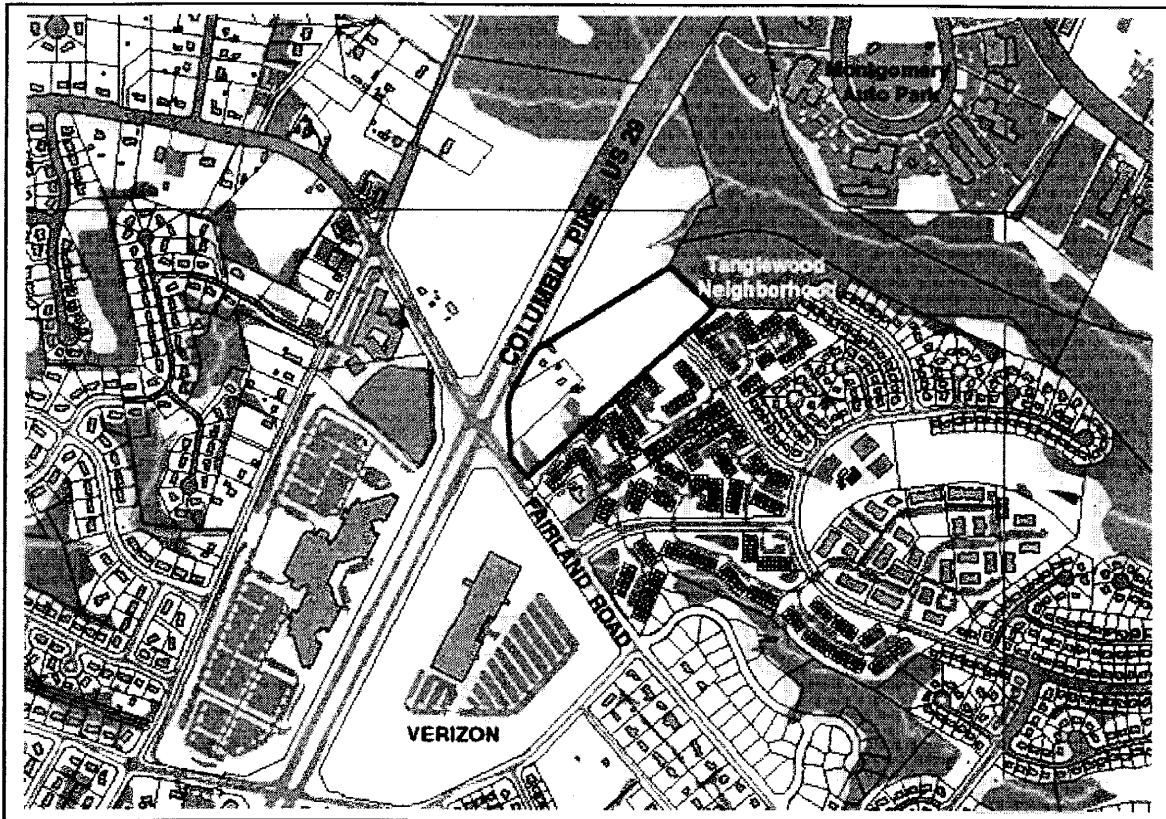 Montgomery
Auto Park
COLUMBIA PIKE US 29
Tanglewood
Neighborhood
FAIRLAND ROAD
VERIZON